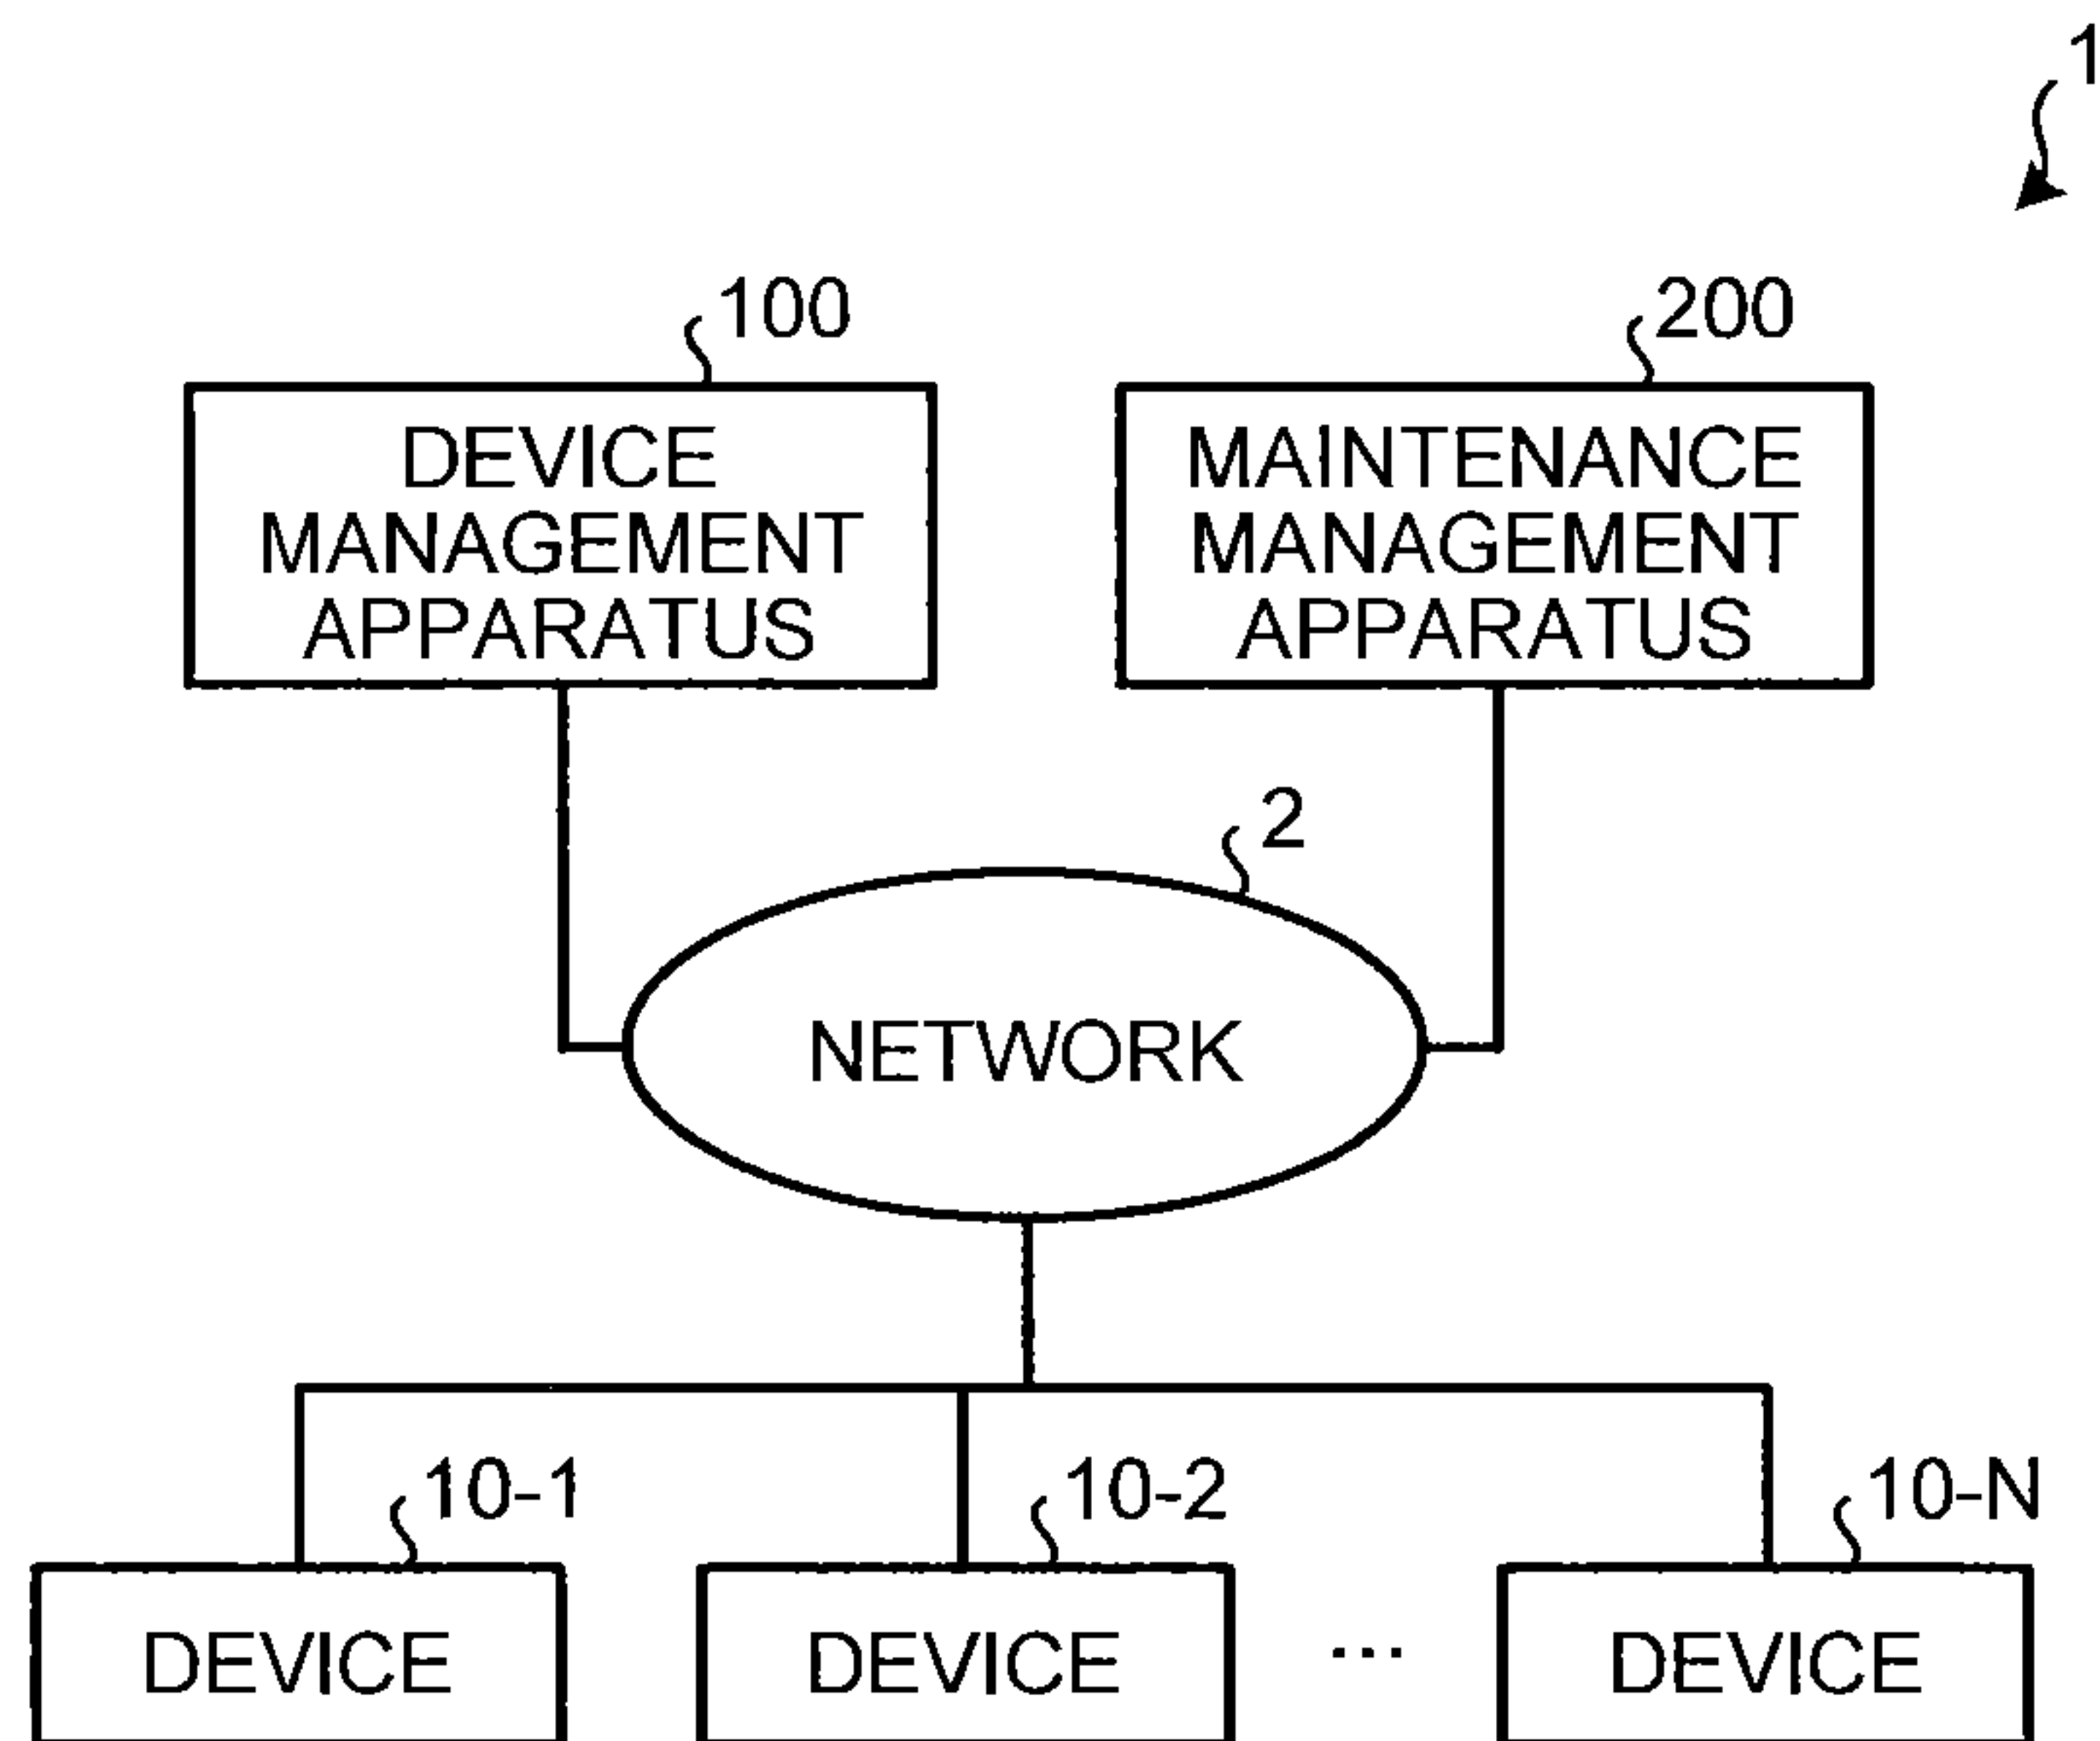 1
100
200
DEVICE
MANAGEMENT
APPARATUS
MAINTENANCE
MANAGEMENT
APPARATUS
2
NETWORK
10-1
10-2
10-N
DEVICE
DEVICE
...
DEVICE